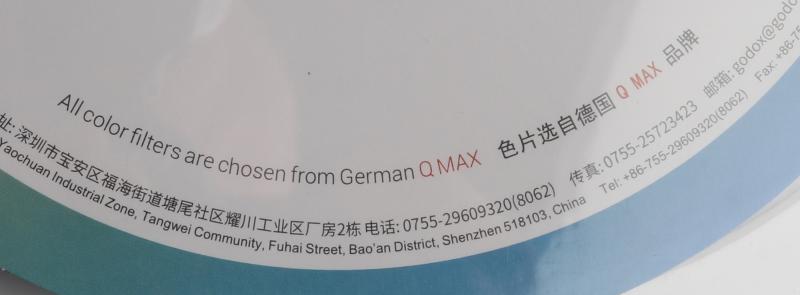 All color filters are chosen from German Q MAX 色片选自德国 Q MAX 品牌
址: 深圳市宝安区福海街道塘尾社区耀川工业区厂房2栋 电话: 0755-29609320(8062) 传真: 0755-25723423 邮箱: godox@godo
Yaochuan Industrial Zone, Tangwei Community, Fuhai Street, Bao'an District, Shenzhen 518103, China Tel: +86-755-29609320(8062) Fax: +86-75